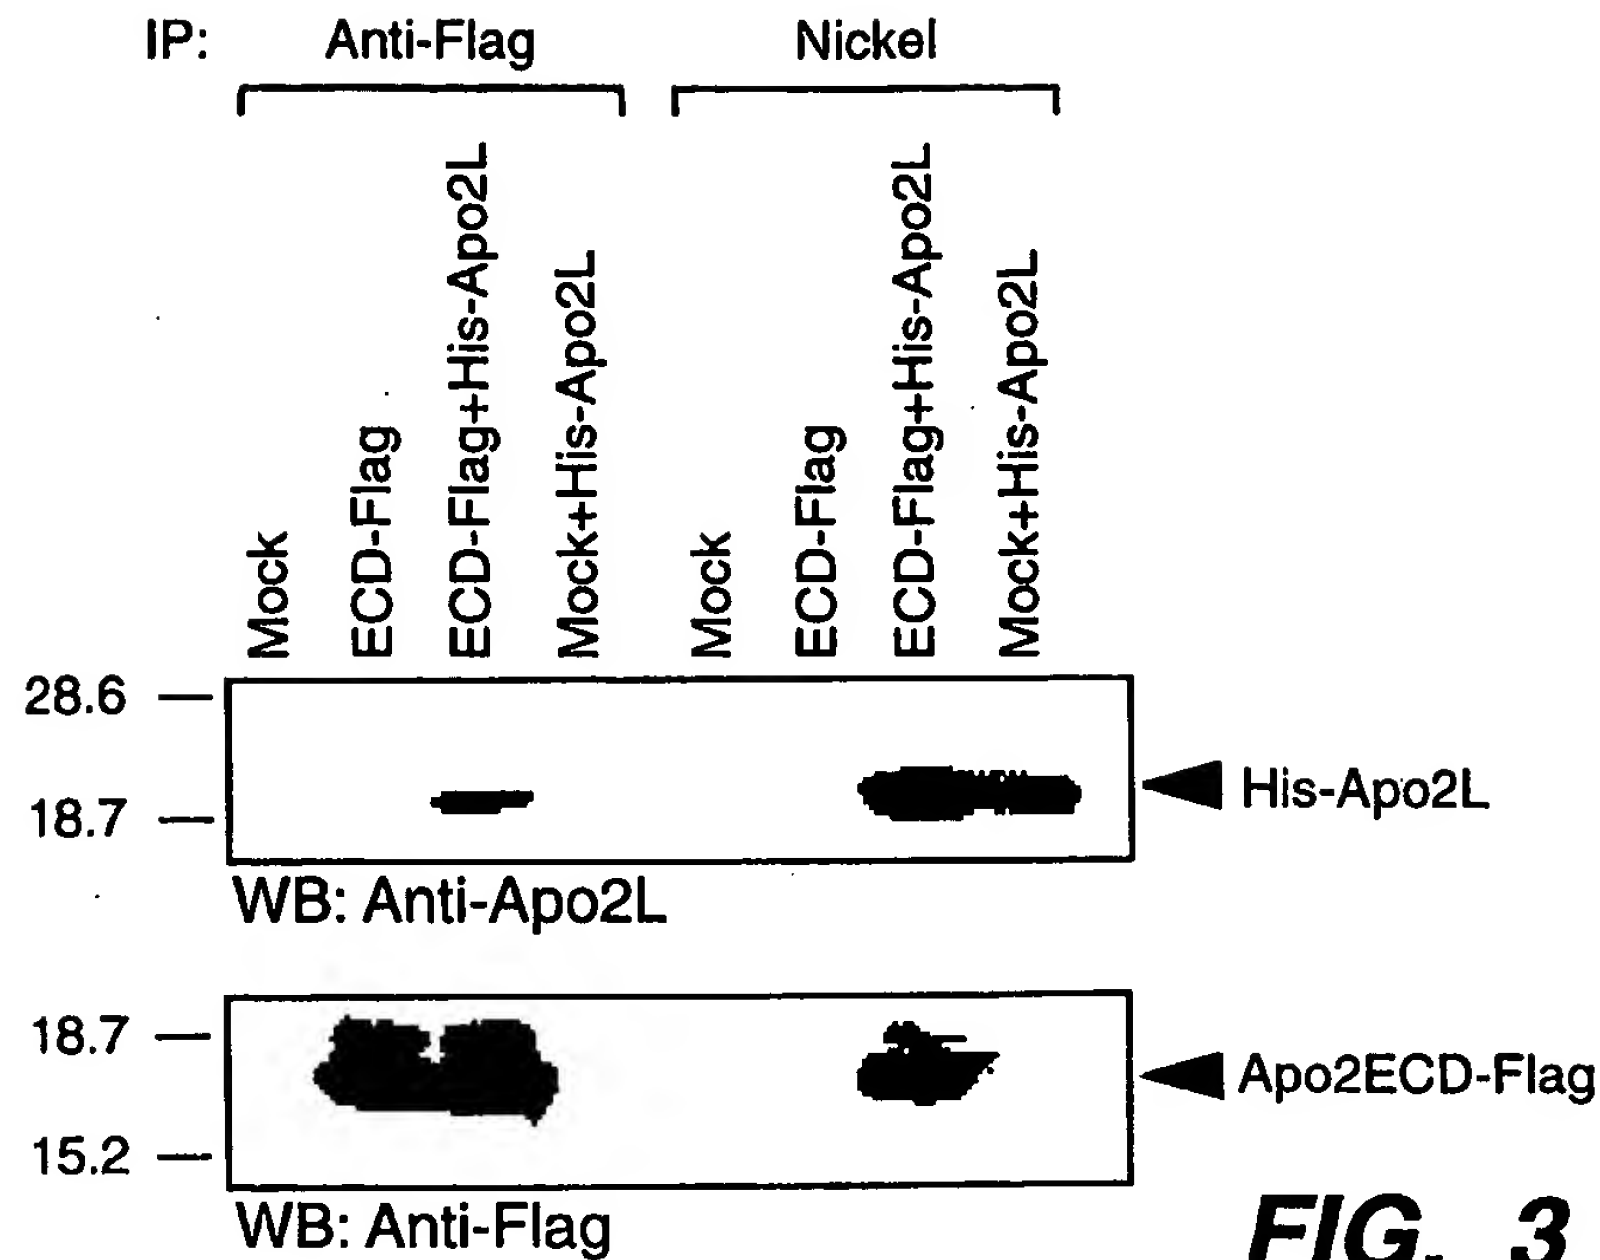 IP: Anti-Flag Nickel
Mock
ECD-Flag
ECD-Flag+His-Apo2L
Mock+His-Apo2L
Mock
ECD-Flag
ECD-Flag+His-Apo2L
Mock+His-Apo2L
28.6 —
His-Apo2L
18.7 —
WB: Anti-Apo2L
18.7 —
Apo2ECD-Flag
15.2 —
WB: Anti-Flag
FIG. 3